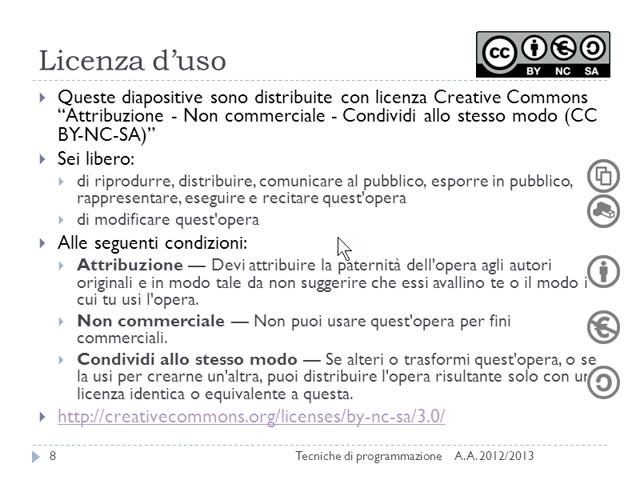 Licenza d'uso
cc
BY NC SA
Queste diapositive sono distribuite con licenza Creative Commons
“Attribuzione - Non commerciale - Condividi allo stesso modo (CC
BY-NC-SA)”
Sei libero:
di riprodurre, distribuire, comunicare al pubblico, esporre in pubblico,
rappresentare, eseguire e recitare quest'opera
di modificare quest'opera
Alle seguenti condizioni:
Attribuzione — Devi attribuire la paternità dell'opera agli autori
originali e in modo tale da non suggerire che essi avallino te o il modo i
cui tu usi l'opera.
Non commerciale — Non puoi usare quest'opera per fini
commerciali.
Condividi allo stesso modo — Se alteri o trasformi quest'opera, o se
la usi per crearne un'altra, puoi distribuire l'opera risultante solo con un
licenza identica o equivalente a questa.
http://creativecommons.org/licenses/by-nc-sa/3.0/
8 Tecniche di programmazione A.A. 2012/2013